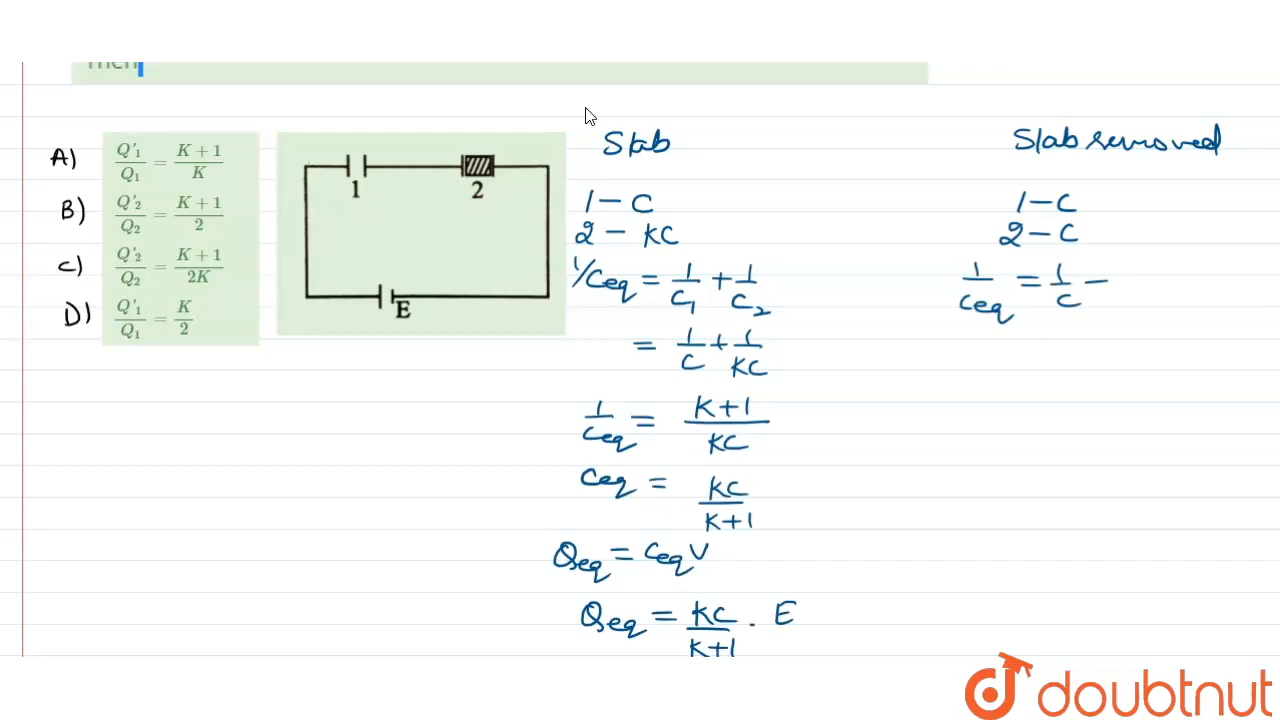 Then
A) Q'₁/Q₁ = K + 1/K
B) Q'₂/Q₂ = K + 1/2
C) Q'₂/Q₂ = K + 1/2K
D) Q'₁/Q₁ = K/2
1 2
E
Slab
1 – C
2 – KC
1/Ceq = 1/C₁ + 1/C₂
= 1/C + 1/KC
1/Ceq = K+1/KC
Ceq = KC/K+1
Qeq = Ceq V
Qeq = KC/K+1 . E
Slab removed
1 – C
2 – C
1/Ceq = 1/C –
doubtnut